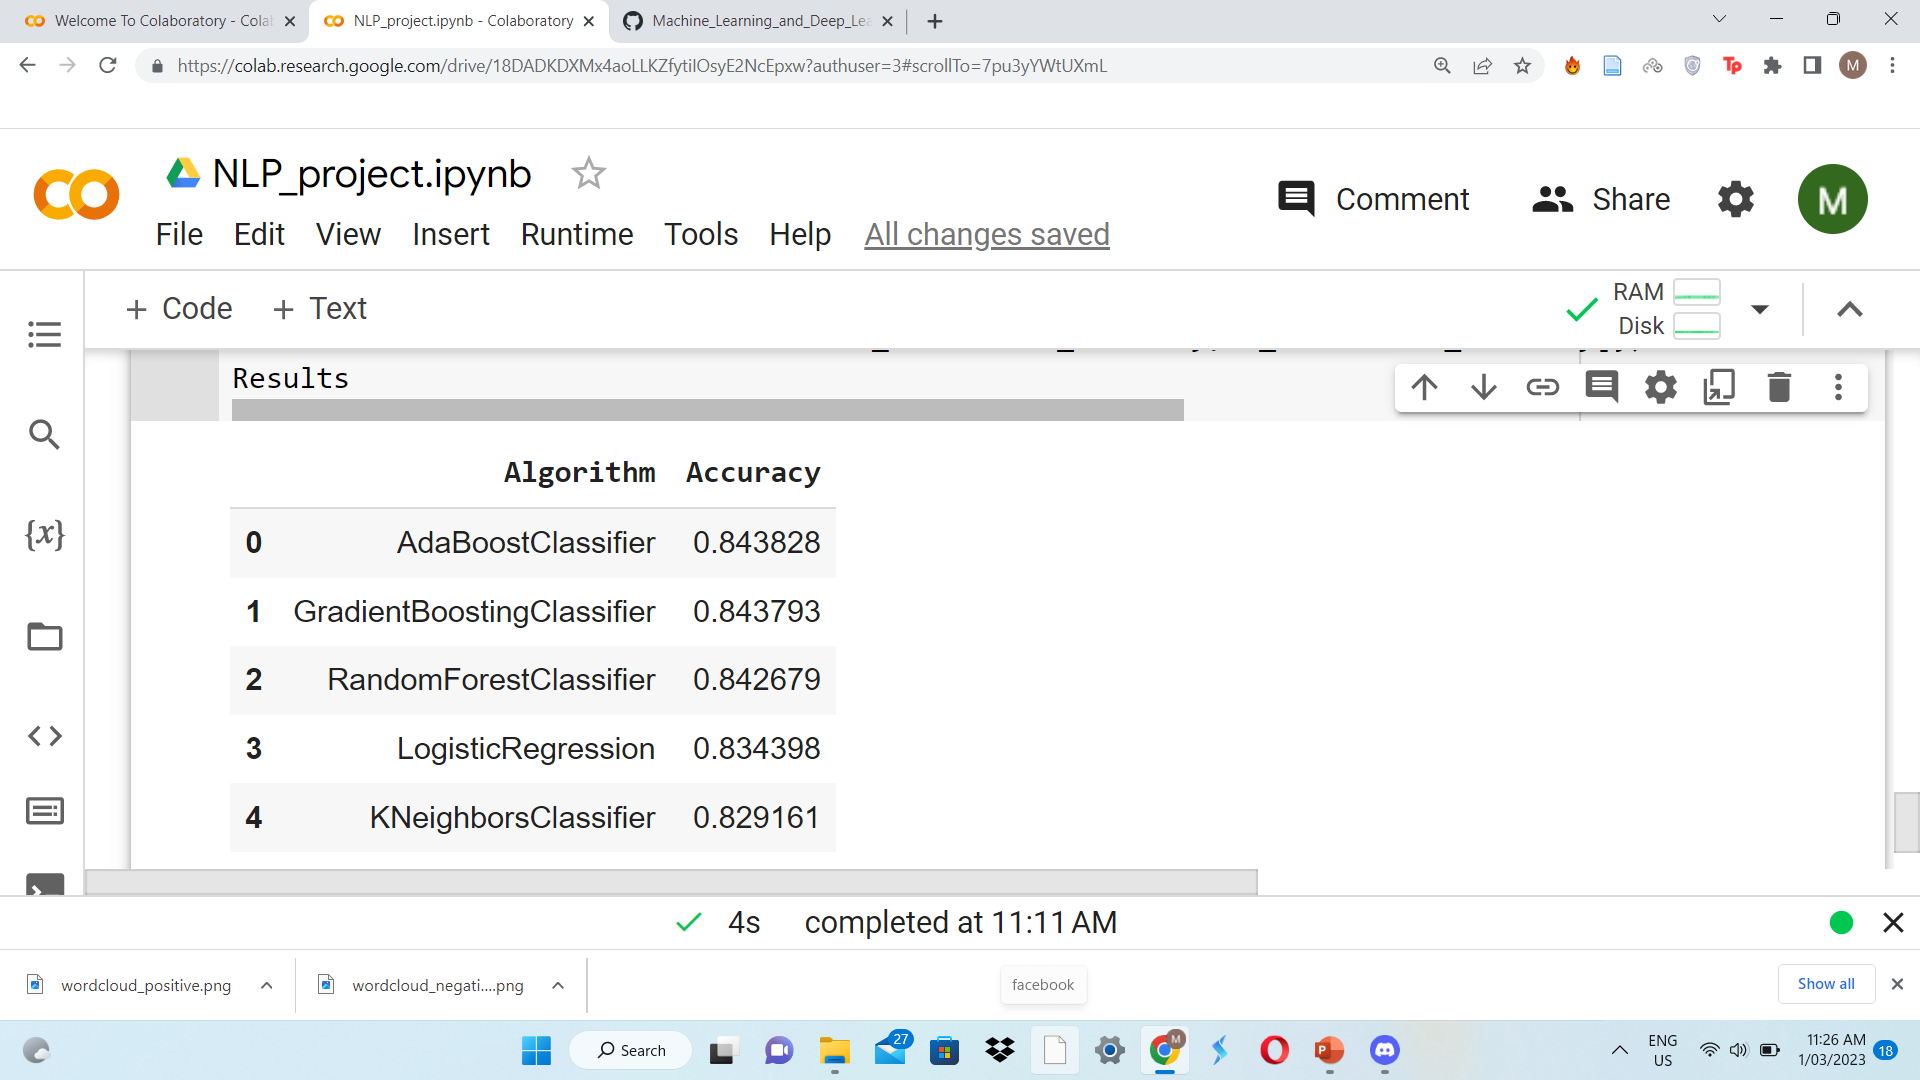 Welcome To Colaboratory - Cola
NLP_project.ipynb - Colaboratory
Machine_Learning_and_Deep_Lea
https://colab.research.google.com/drive/18DADKDXMx4aoLLKZfytiIOsyE2NcEpxw?authuser=3#scrollTo=7pu3yYWtUXmL
Tp
M
NLP_project.ipynb
Comment
Share
M
File Edit View Insert Runtime Tools Help All changes saved
+ Code + Text
RAM
Disk
Results
{x}
Algorithm Accuracy
0 AdaBoostClassifier 0.843828
1 GradientBoostingClassifier 0.843793
2 RandomForestClassifier 0.842679
3 LogisticRegression 0.834398
4 KNeighborsClassifier 0.829161
4s completed at 11:11 AM
wordcloud_positive.png
wordcloud_negati....png
facebook
Show all
Search
27
M
P
ENG
US
11:26 AM
1/03/2023
18